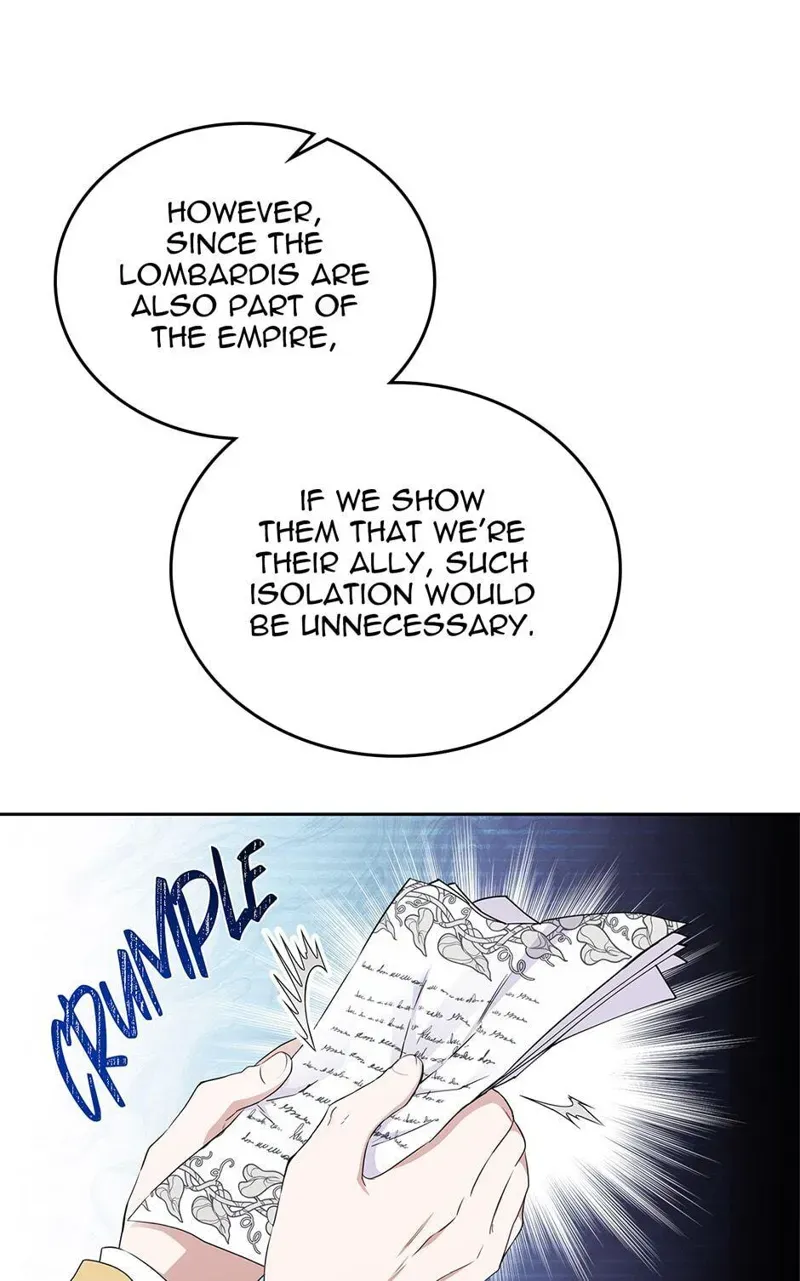 HOWEVER,
SINCE THE
LOMBARDIS ARE
ALSO PART OF
THE EMPIRE,
IF WE SHOW
THEM THAT WE'RE
THEIR ALLY, SUCH
ISOLATION WOULD
BE UNNECESSARY.
CRUMPLE